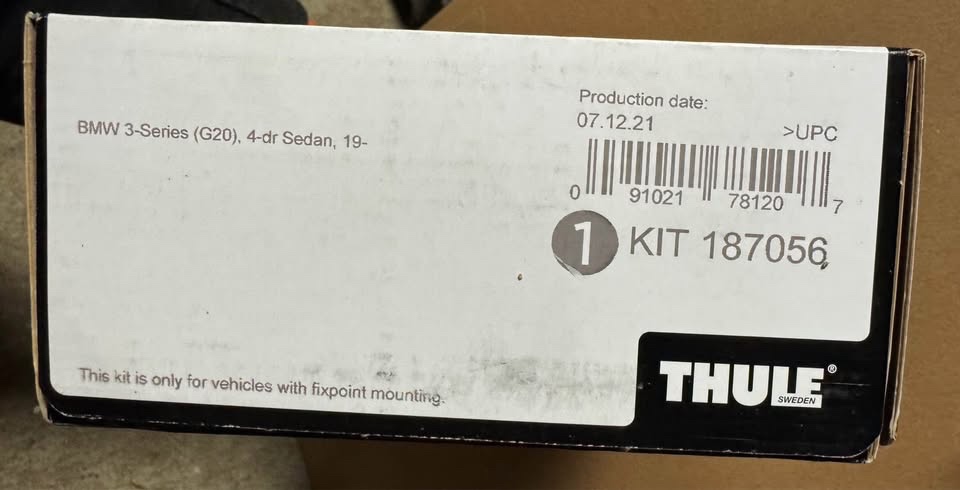 BMW 3-Series (G20), 4-dr Sedan, 19-
Production date:
07.12.21
>UPC
0 91021 78120 7
1 KIT 187056
This kit is only for vehicles with fixpoint mounting.
THULE®
SWEDEN